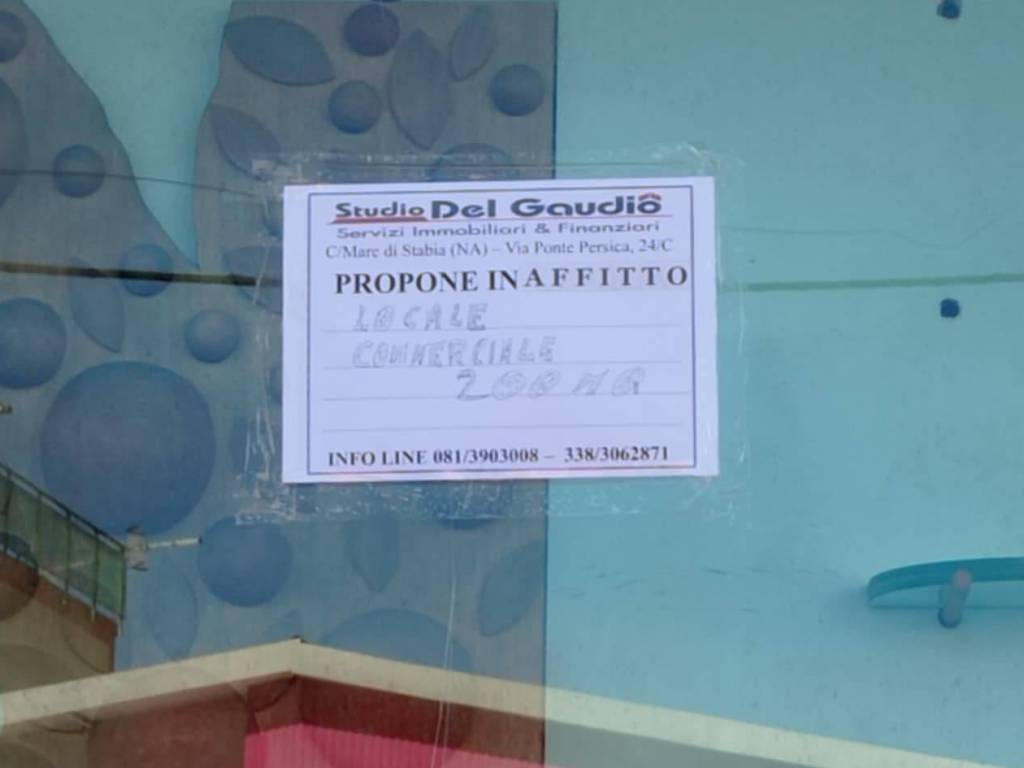 Studio Del Gaudiô
Servizi Immobiliari & Finanziari
C/Mare di Stabia (NA) – Via Ponte Persica, 24/C
PROPONE IN AFFITTO
LOCALE
COMMERCIALE
200 MQ
INFO LINE 081/3903008 – 338/3062871